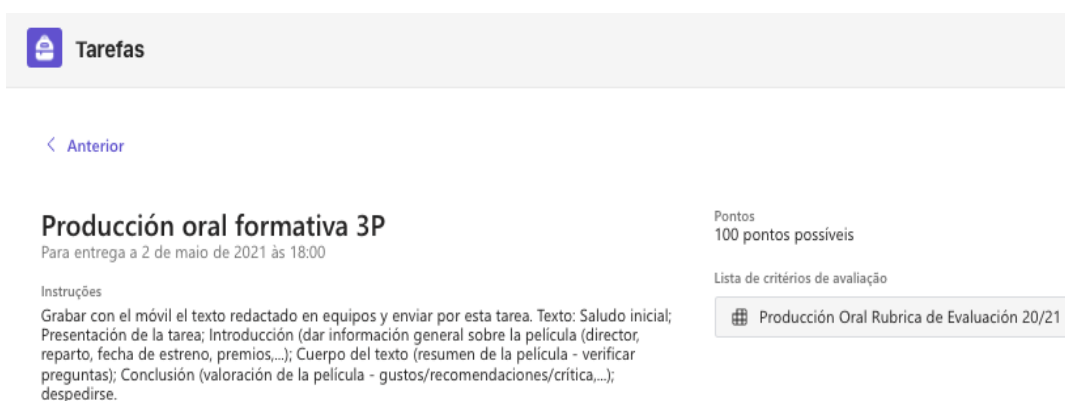 Tarefas
Anterior
Producción oral formativa 3P
Para entrega a 2 de maio de 2021 às 18:00
Instruções
Grabar con el móvil el texto redactado en equipos y enviar por esta tarea. Texto: Saludo inicial;
Presentación de la tarea; Introducción (dar información general sobre la película (director,
reparto, fecha de estreno, premios,...); Cuerpo del texto (resumen de la película - verificar
preguntas); Conclusión (valoración de la película - gustos/recomendaciones/crítica,...);
despedirse.
Pontos
100 pontos possíveis
Lista de critérios de avaliação
Producción Oral Rubrica de Evaluación 20/21